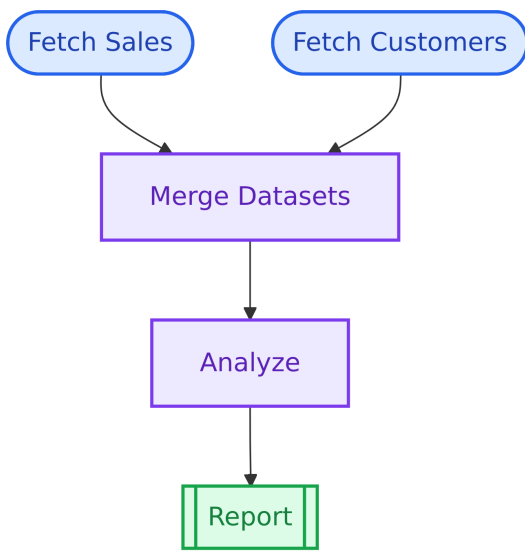 Fetch Sales
Fetch Customers
Merge Datasets
Analyze
Report